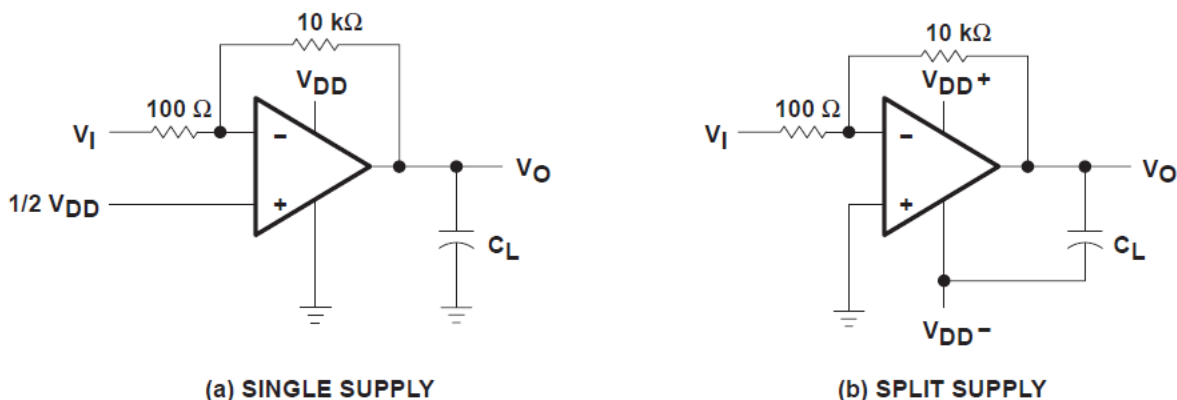 10 kΩ
VDD
100 Ω
VI
−
+
1/2 VDD
VO
CL
(a) SINGLE SUPPLY
10 kΩ
VDD+
100 Ω
VI
−
+
VO
CL
VDD−
(b) SPLIT SUPPLY